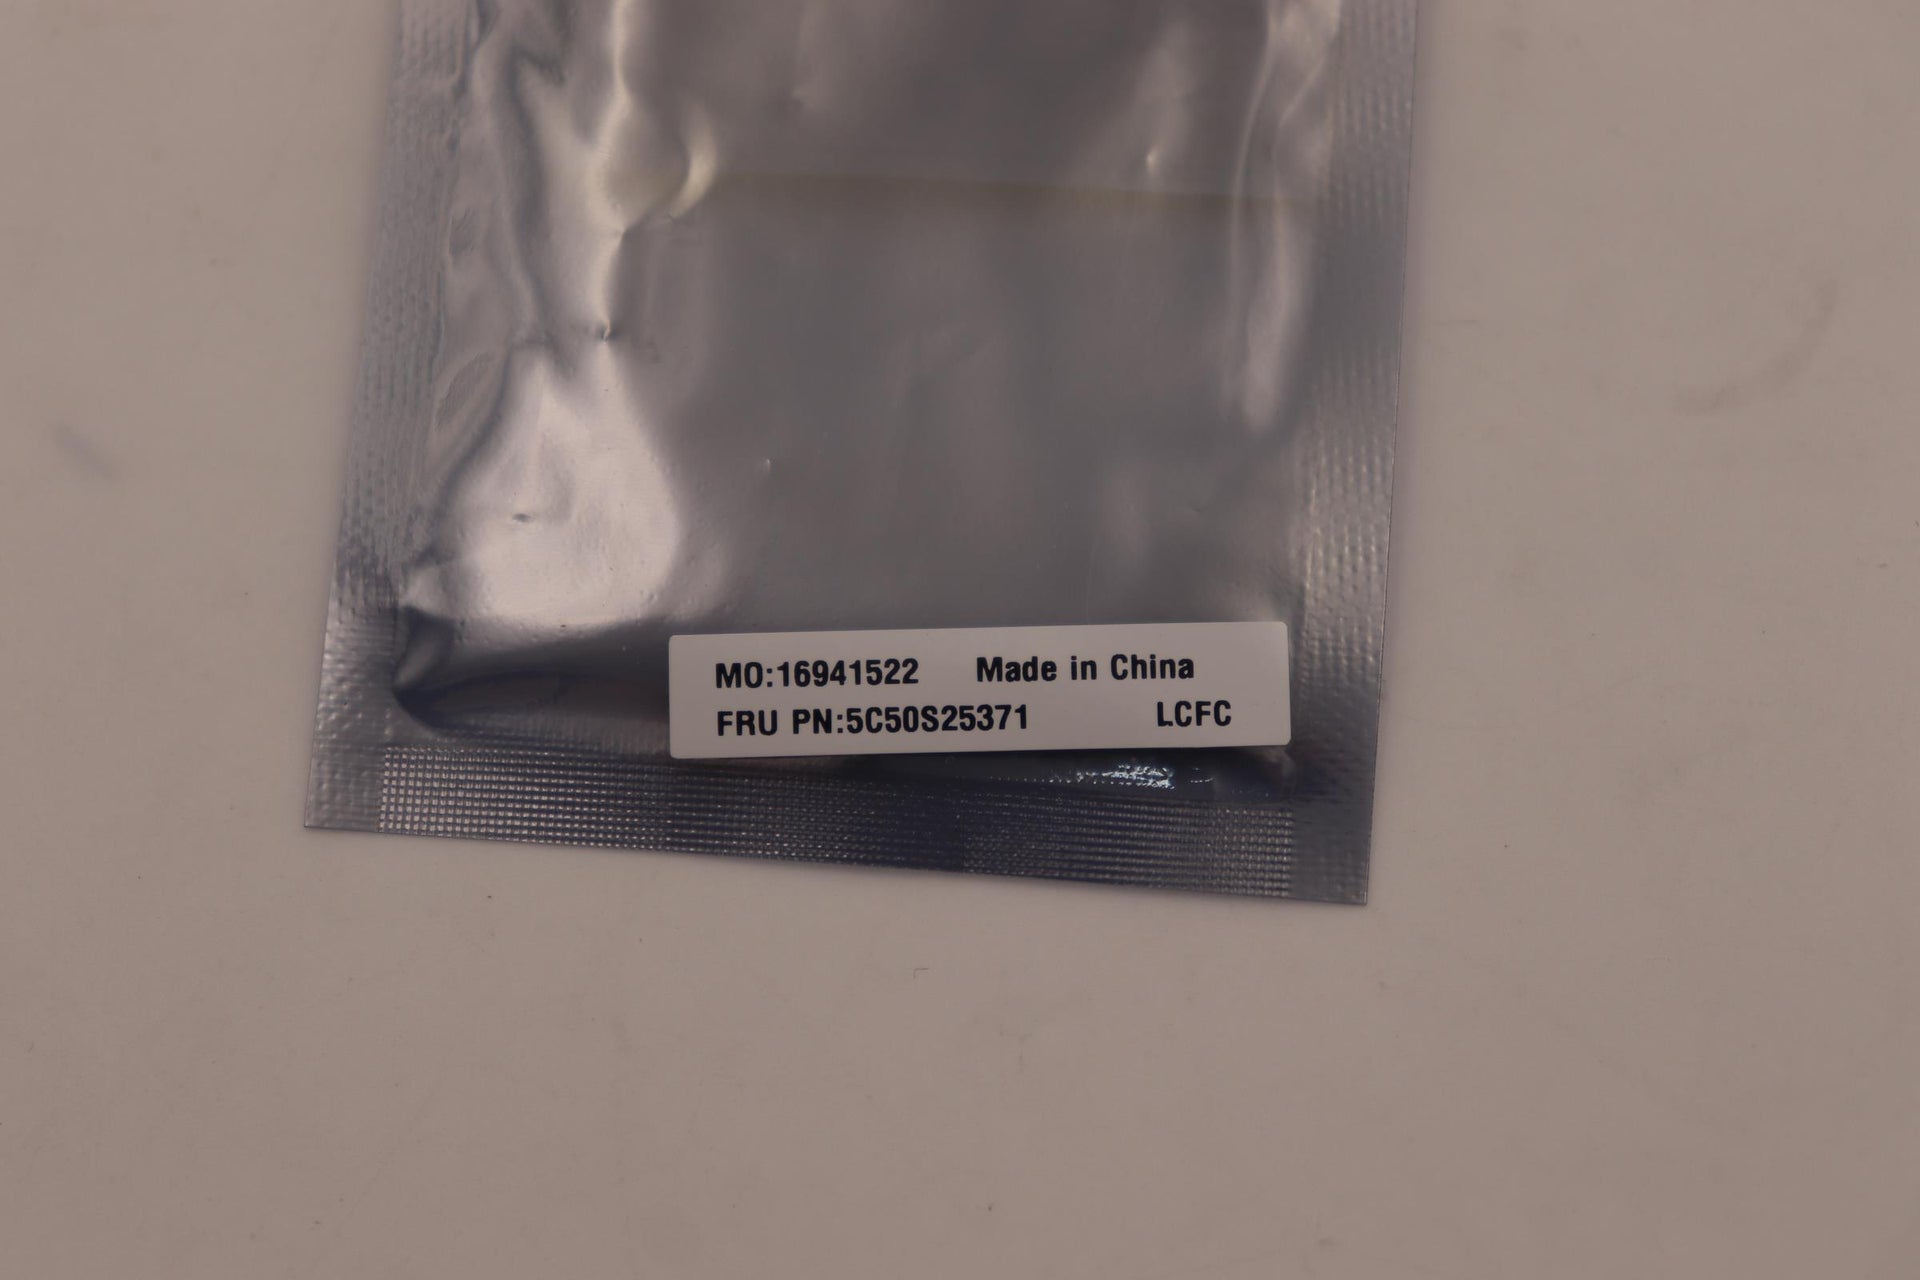 MO:16941522 Made in China
FRU PN:5C50S25371 LCFC